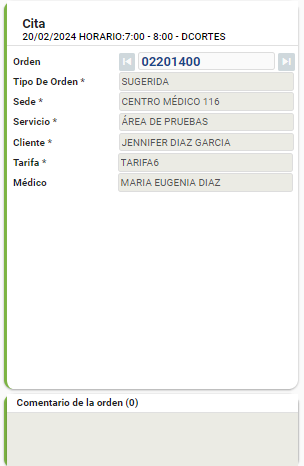 Cita
20/02/2024 HORARIO:7:00 - 8:00 - DCORTES
Orden 02201400
Tipo De Orden * SUGERIDA
Sede * CENTRO MÉDICO 116
Servicio * ÁREA DE PRUEBAS
Cliente * JENNIFER DIAZ GARCIA
Tarifa * TARIFA6
Médico MARIA EUGENIA DIAZ
Comentario de la orden (0)